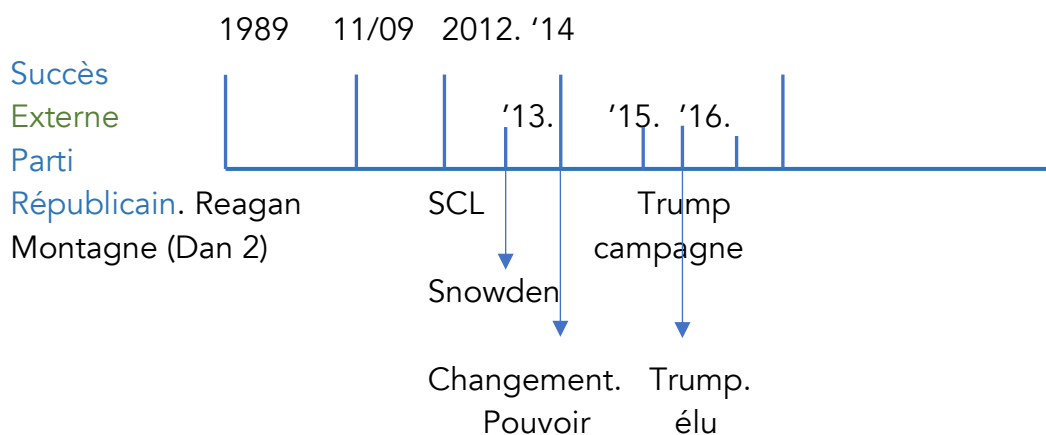 1989 11/09 2012. ‘14
Succès
Externe ‘13. ‘15. ‘16.
Parti
Républicain. Reagan SCL Trump
Montagne (Dan 2) campagne
Snowden
Changement. Trump.
Pouvoir élu